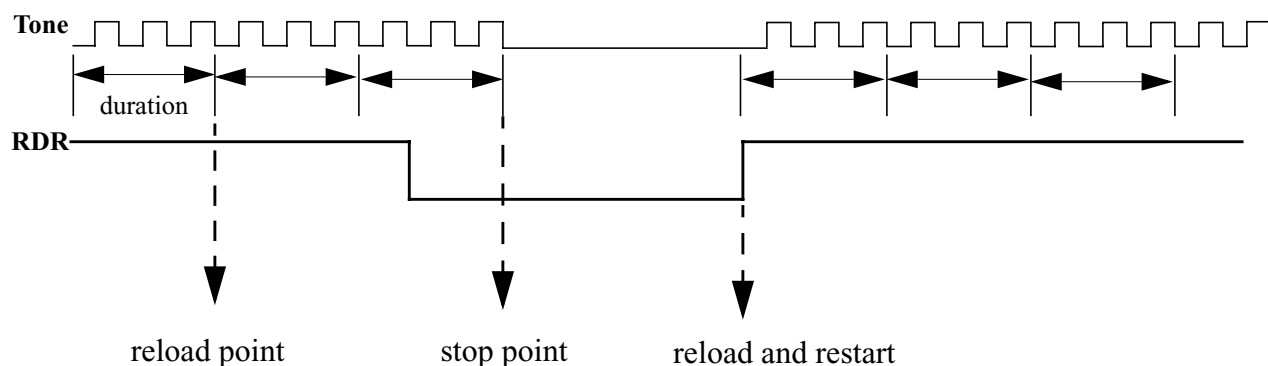 Tone
duration
RDR
reload point
stop point
reload and restart